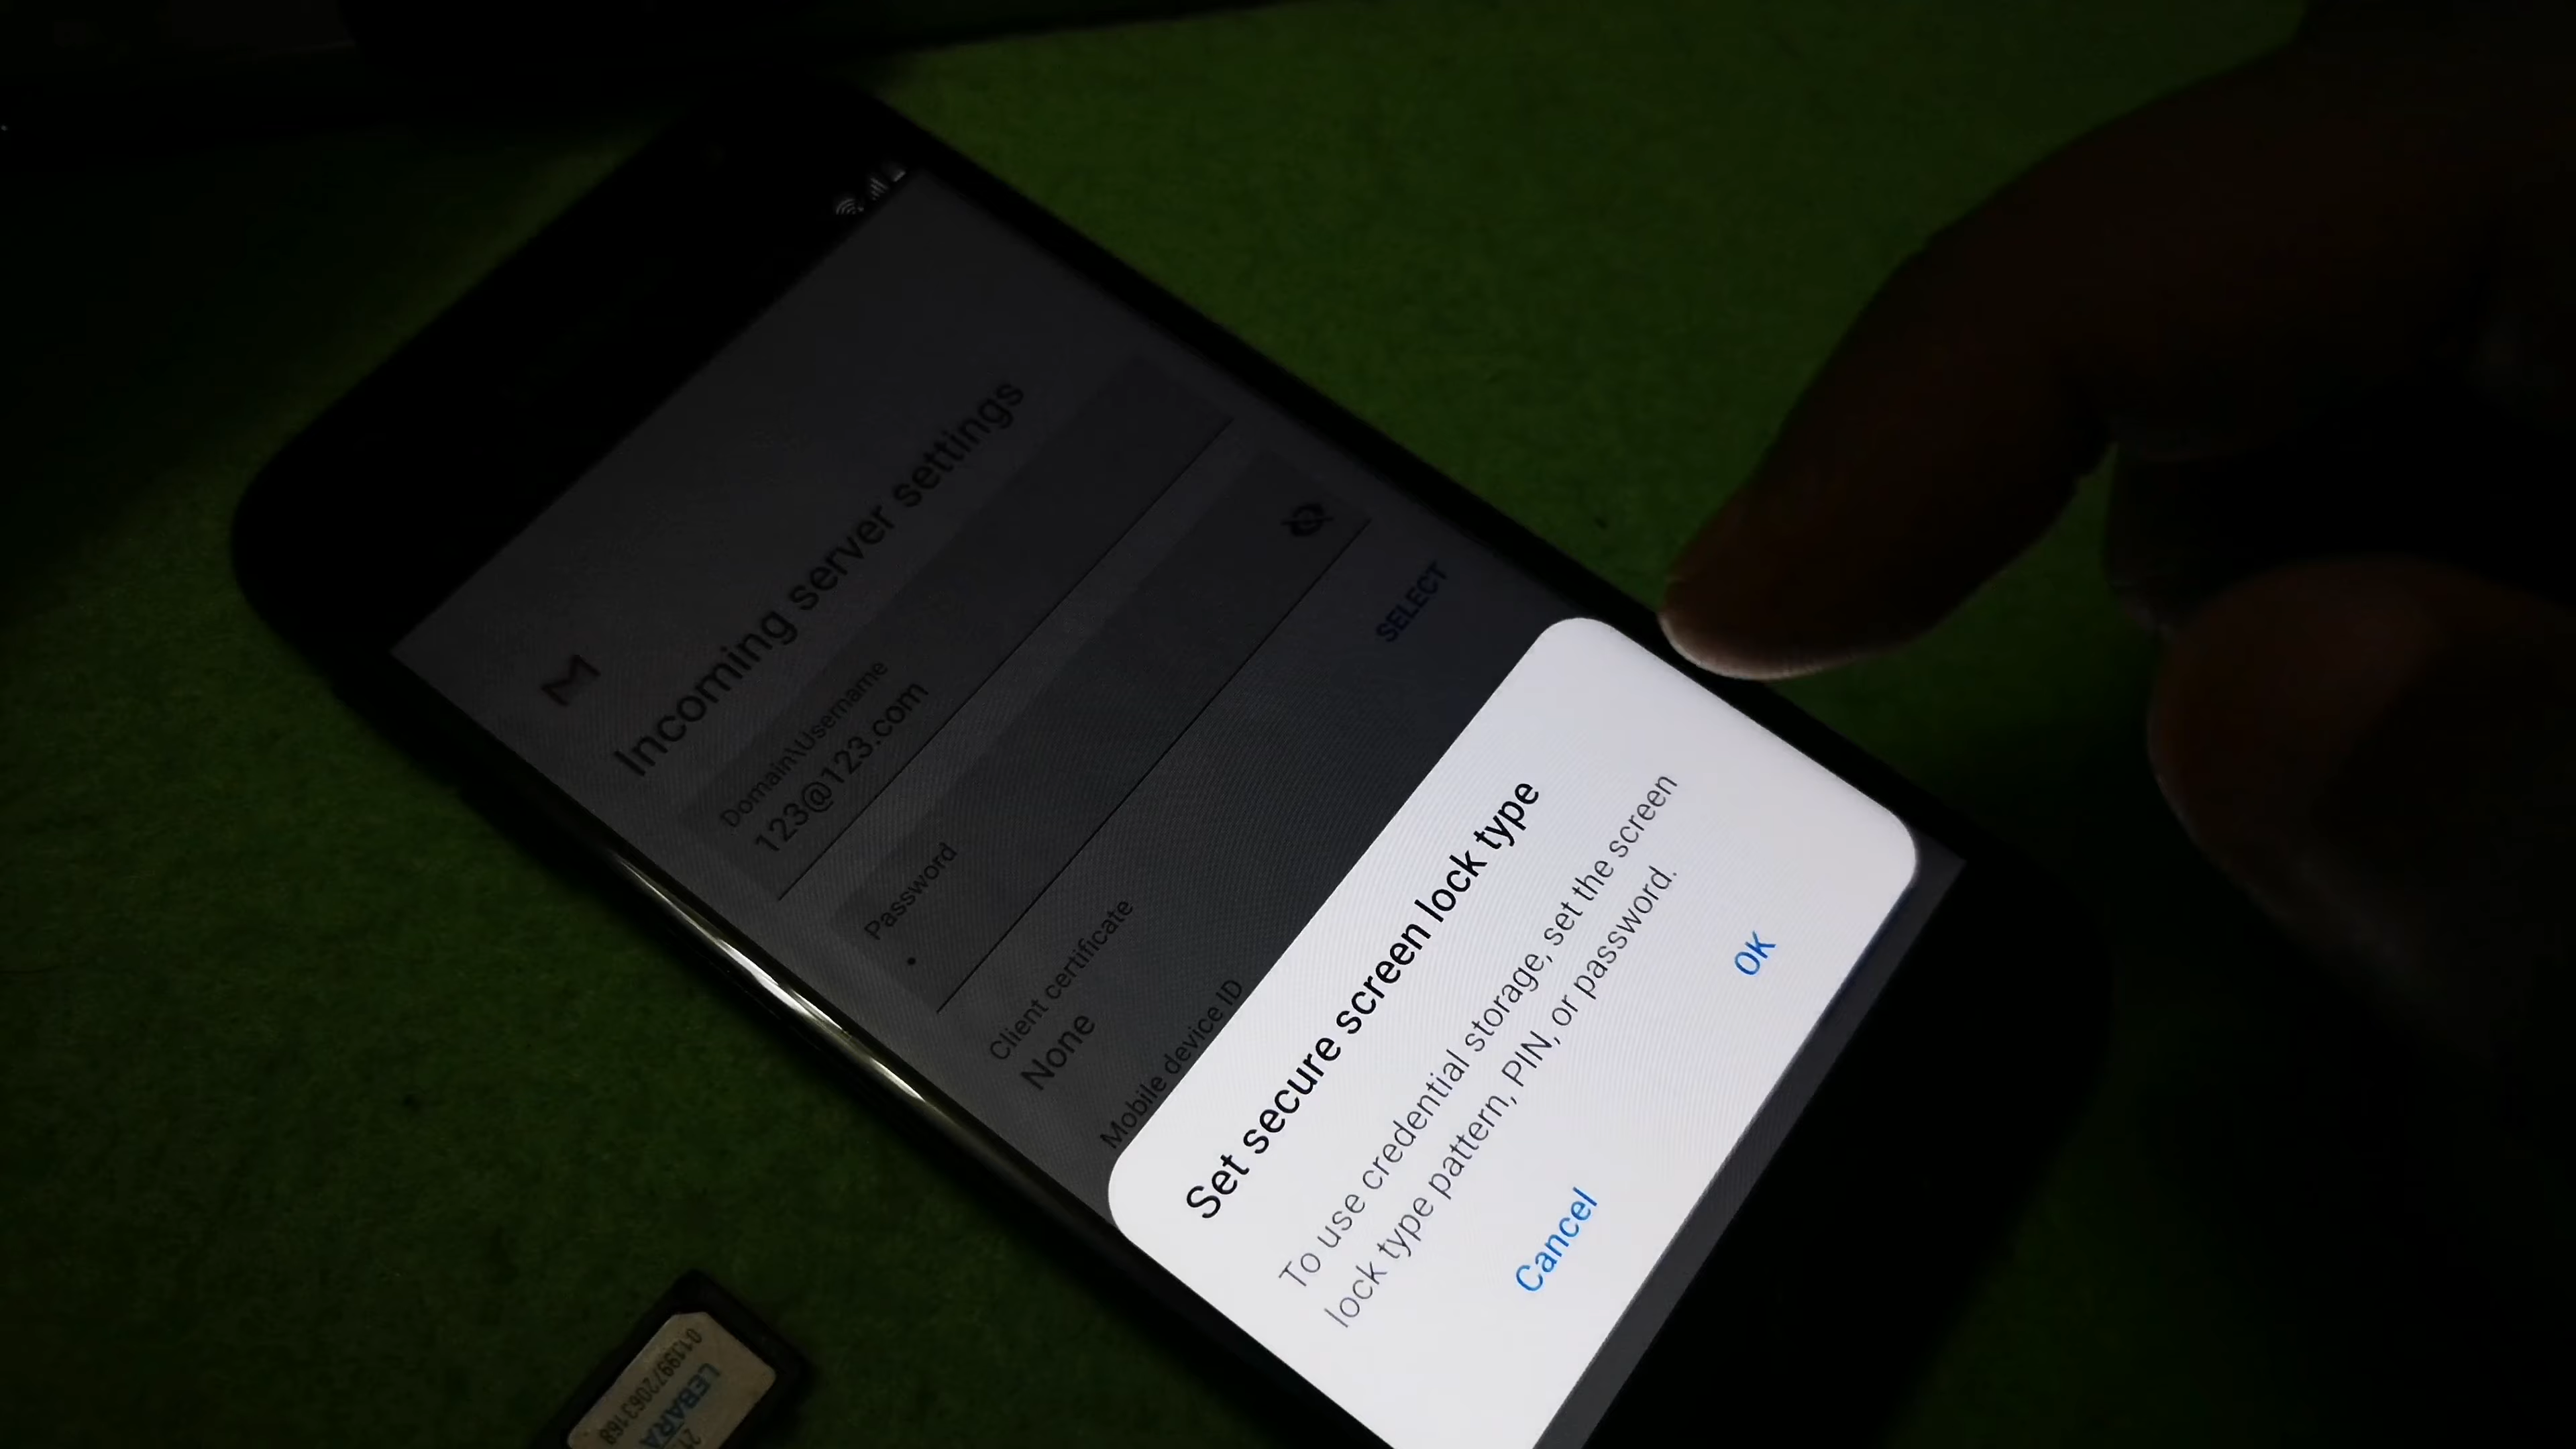 Incoming server settings
Domain\Username
123@123.com
Password
Client certificate
None
SELECT
Mobile device ID
Set secure screen lock type
To use credential storage, set the screen
lock type pattern, PIN, or password.
Cancel
OK
LEBARA